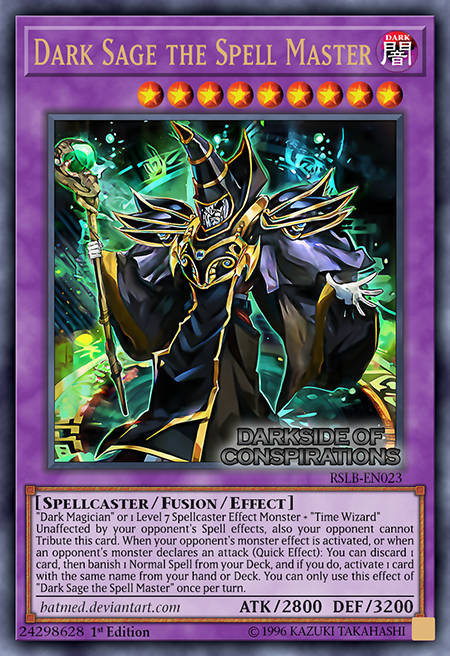 DARK SAGE THE SPELL MASTER
DARK
闇
DARKSIDE OF
CONSPIRATIONS
RSLB-EN023
[SPELLCASTER / FUSION / EFFECT]
"Dark Magician" or 1 Level 7 Spellcaster Effect Monster + "Time Wizard"
Unaffected by your opponent's Spell effects, also your opponent cannot
Tribute this card. When your opponent's monster effect is activated, or when
an opponent's monster declares an attack (Quick Effect): You can discard 1
card, then banish 1 Normal Spell from your Deck, and if you do, activate 1 card
with the same name from your hand or Deck. You can only use this effect of
"Dark Sage the Spell Master" once per turn.
batmed.deviantart.com ATK/2800 DEF/3200
24298628 1st Edition ©1996 KAZUKI TAKAHASHI